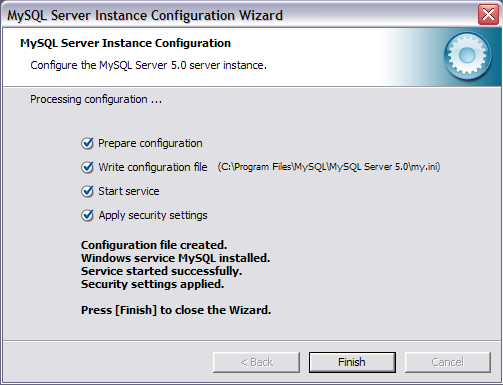 MySQL Server Instance Configuration Wizard
MySQL Server Instance Configuration
Configure the MySQL Server 5.0 server instance.
Processing configuration ...
Prepare configuration
Write configuration file (C:\Program Files\MySQL\MySQL Server 5.0\my.ini)
Start service
Apply security settings
Configuration file created.
Windows service MySQL installed.
Service started successfully.
Security settings applied.
Press [Finish] to close the Wizard.
< Back Finish Cancel